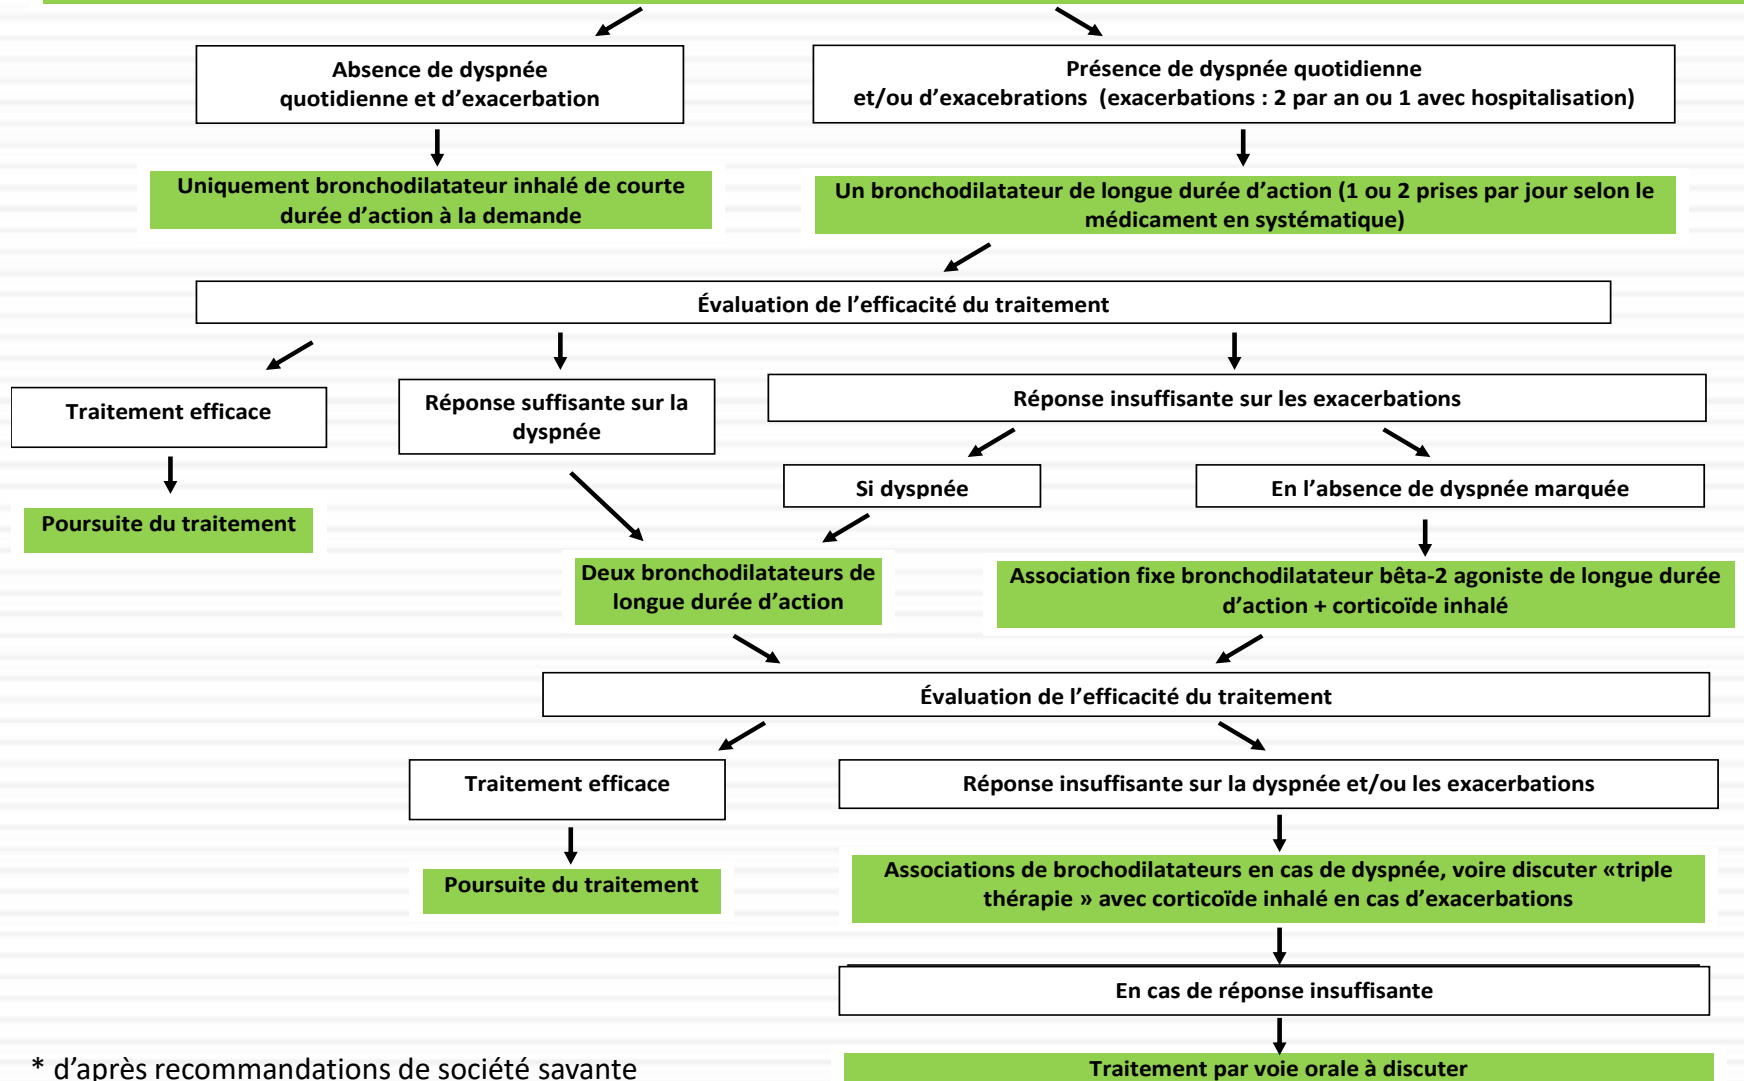 Absence de dyspnée
quotidienne et d’exacerbation
Présence de dyspnée quotidienne
et/ou d’exacebrations (exacerbations : 2 par an ou 1 avec hospitalisation)
Uniquement bronchodilatateur inhalé de courte
durée d’action à la demande
Un bronchodilatateur de longue durée d’action (1 ou 2 prises par jour selon le
médicament en systématique)
Évaluation de l’efficacité du traitement
Traitement efficace
Réponse suffisante sur la
dyspnée
Réponse insuffisante sur les exacerbations
Si dyspnée
En l’absence de dyspnée marquée
Poursuite du traitement
Deux bronchodilatateurs de
longue durée d’action
Association fixe bronchodilatateur bêta-2 agoniste de longue durée
d’action + corticoïde inhalé
Évaluation de l’efficacité du traitement
Traitement efficace
Réponse insuffisante sur la dyspnée et/ou les exacerbations
Poursuite du traitement
Associations de brochodilatateurs en cas de dyspnée, voire discuter «triple
thérapie » avec corticoïde inhalé en cas d’exacerbations
En cas de réponse insuffisante
Traitement par voie orale à discuter
* d’après recommandations de société savante